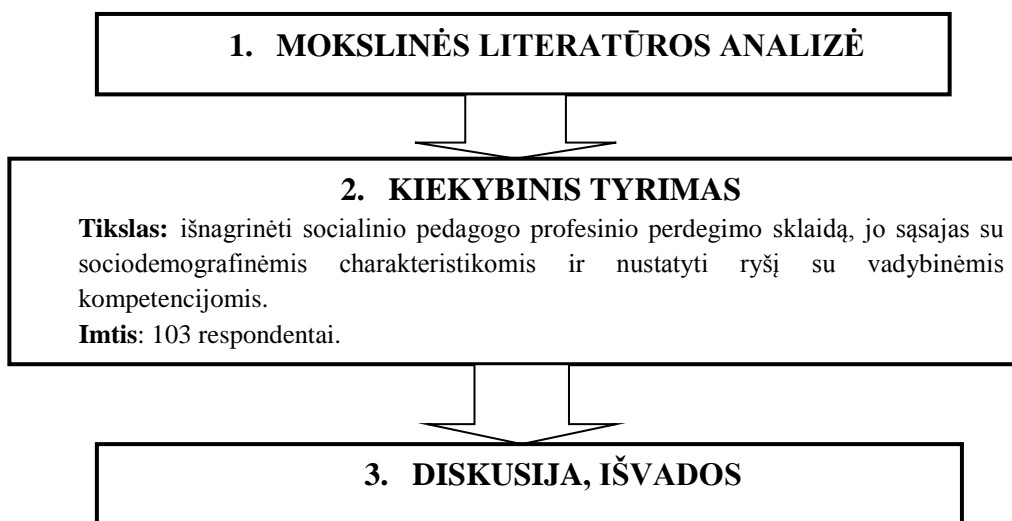 1. MOKSLINĖS LITERATŪROS ANALIZĖ
2. KIEKYBINIS TYRIMAS
Tikslas: išnagrinėti socialinio pedagogo profesinio perdegimo sklaidą, jo sąsajas su
sociodemografinėmis charakteristikomis ir nustatyti ryšį su vadybinėmis
kompetencijomis.
Imtis: 103 respondentai.
3. DISKUSIJA, IŠVADOS